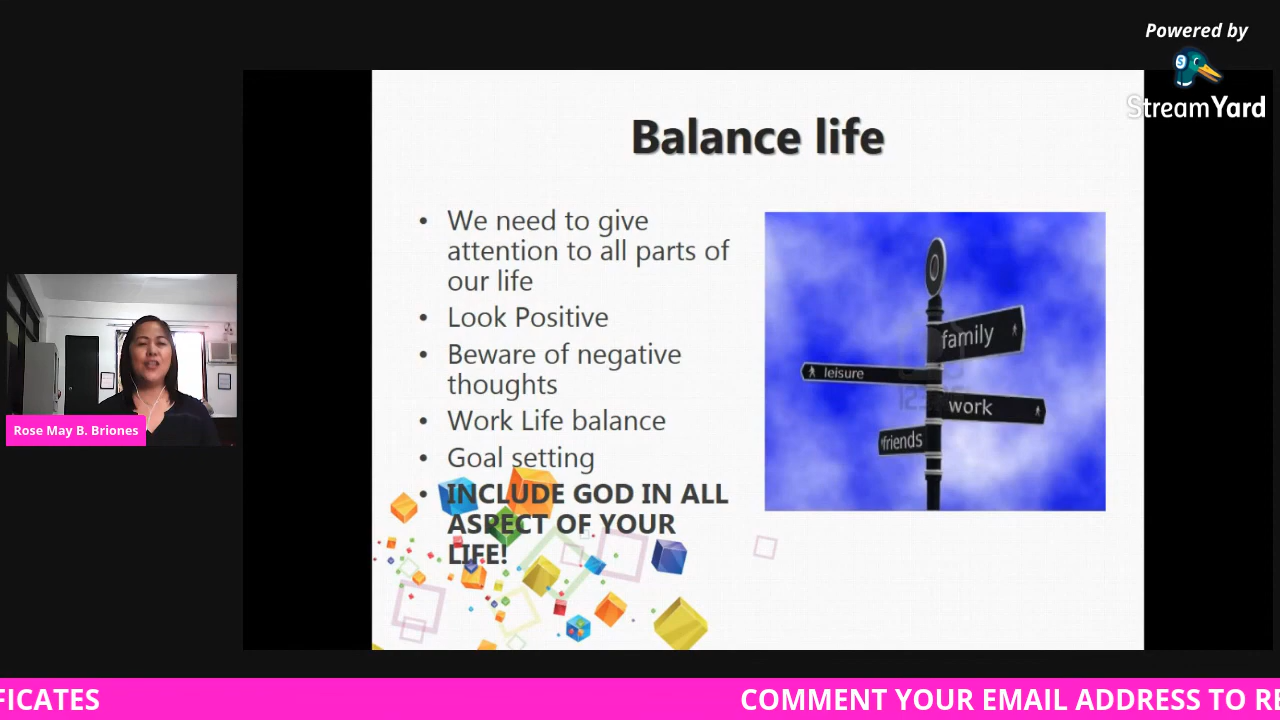 Powered by
StreamYard
Balance life
• We need to give
attention to all parts of
our life
• Look Positive
• Beware of negative
thoughts
• Work Life balance
• Goal setting
• INCLUDE GOD IN ALL
ASPECT OF YOUR
LIFE!
family
leisure
work
friends
Rose May B. Briones
FICATES
COMMENT YOUR EMAIL ADDRESS TO RE